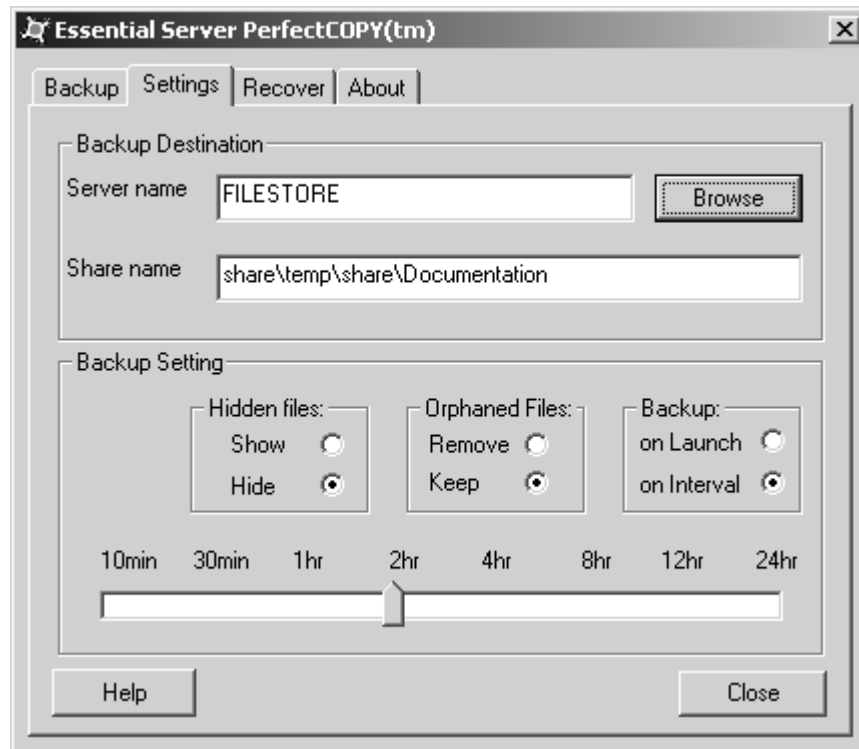 Essential Server PerfectCOPY(tm)
Backup Settings Recover About
Backup Destination
Server name FILESTORE Browse
Share name share\temp\share\Documentation
Backup Setting
Hidden files: Orphaned Files: Backup:
Show Remove on Launch
Hide Keep on Interval
10min 30min 1hr 2hr 4hr 8hr 12hr 24hr
Help Close